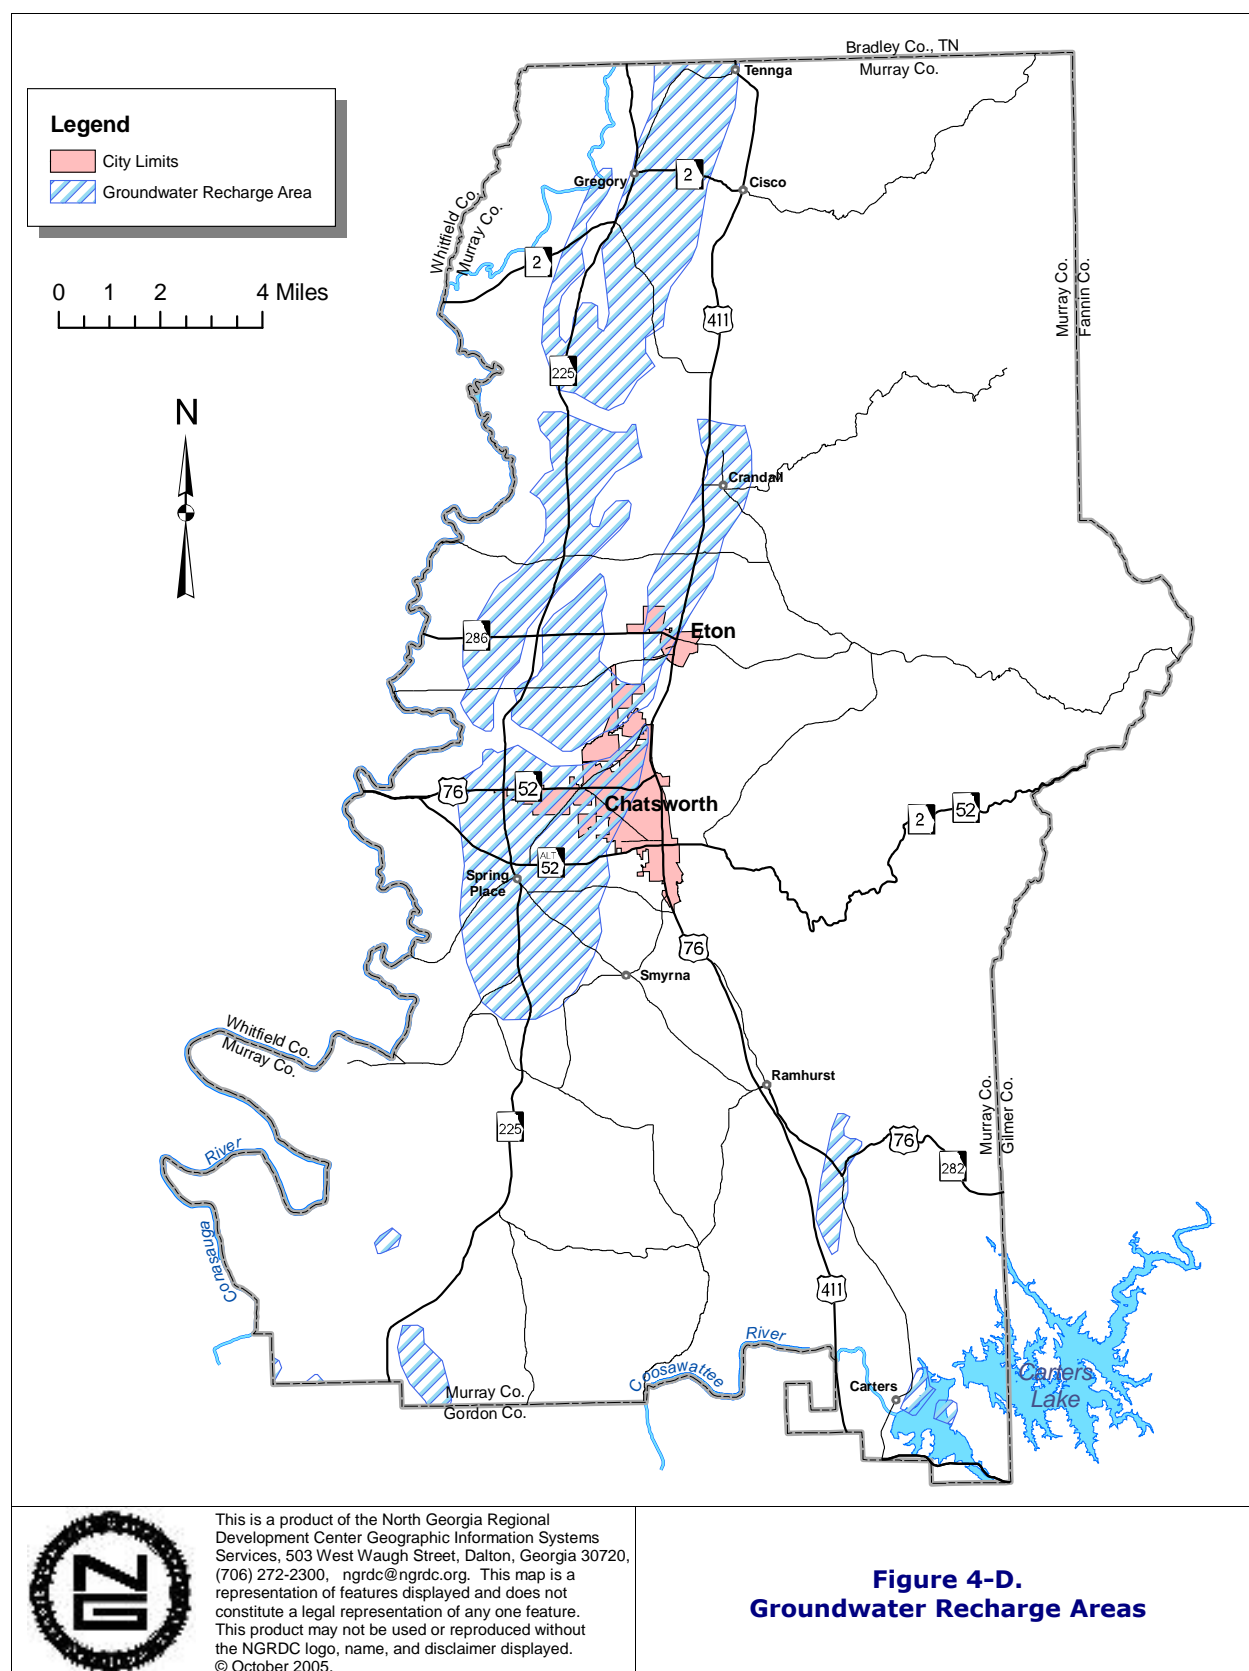 Bradley Co., TN
Murray Co.
Tennga
Legend
City Limits
Groundwater Recharge Area
Gregory
2
Cisco
Whitfield Co.
Murray Co.
2
0 1 2 4 Miles
411
Murray Co.
Fannin Co.
225
N
Crandall
286
Eton
76
52
Chatsworth
2
52
ALT
52
Spring
Place
76
Smyrna
Whitfield Co.
Murray Co.
Ramhurst
225
76
282
Murray Co.
Gilmer Co.
River
Conasauga
411
River
Coosawattee
Carters
Carters
Lake
Murray Co.
Gordon Co.
NG
This is a product of the North Georgia Regional
Development Center Geographic Information Systems
Services, 503 West Waugh Street, Dalton, Georgia 30720,
(706) 272-2300, ngrdc@ngrdc.org. This map is a
representation of features displayed and does not
constitute a legal representation of any one feature.
This product may not be used or reproduced without
the NGRDC logo, name, and disclaimer displayed.
© October 2005.
Figure 4-D.
Groundwater Recharge Areas